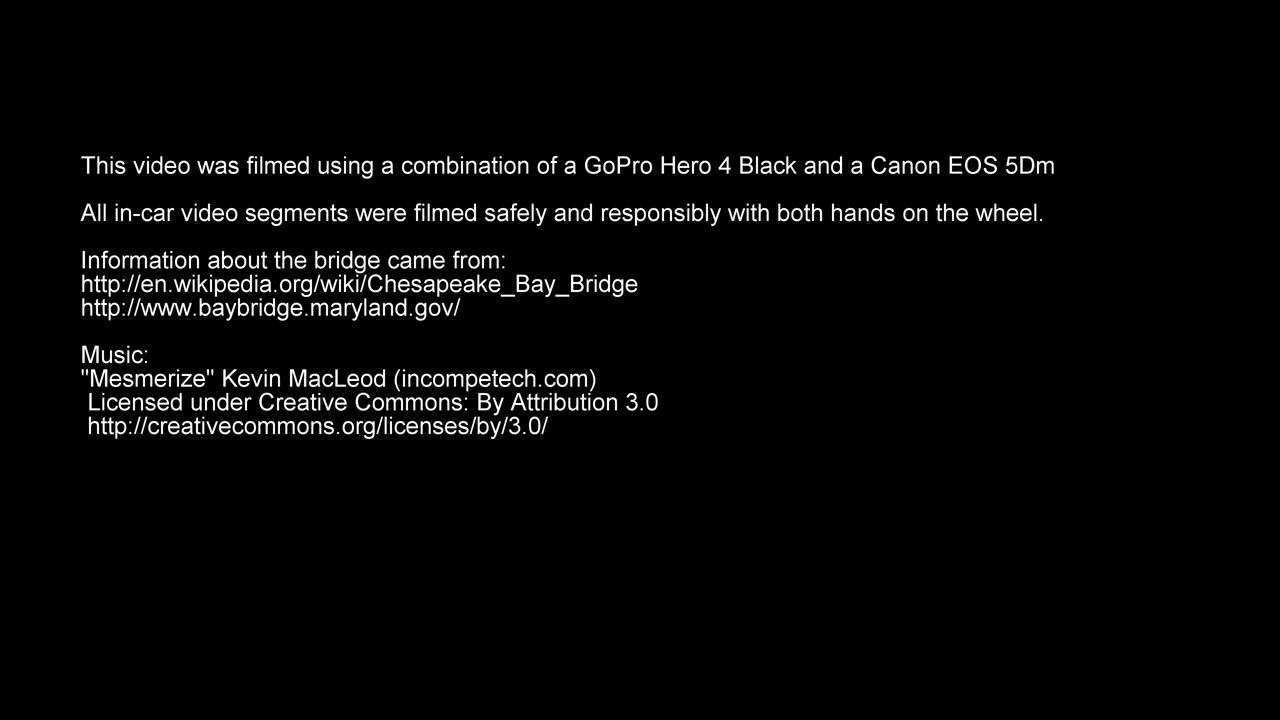 This video was filmed using a combination of a GoPro Hero 4 Black and a Canon EOS 5Dm
All in-car video segments were filmed safely and responsibly with both hands on the wheel.
Information about the bridge came from:
http://en.wikipedia.org/wiki/Chesapeake_Bay_Bridge
http://www.baybridge.maryland.gov/
Music:
"Mesmerize" Kevin MacLeod (incompetech.com)
Licensed under Creative Commons: By Attribution 3.0
http://creativecommons.org/licenses/by/3.0/